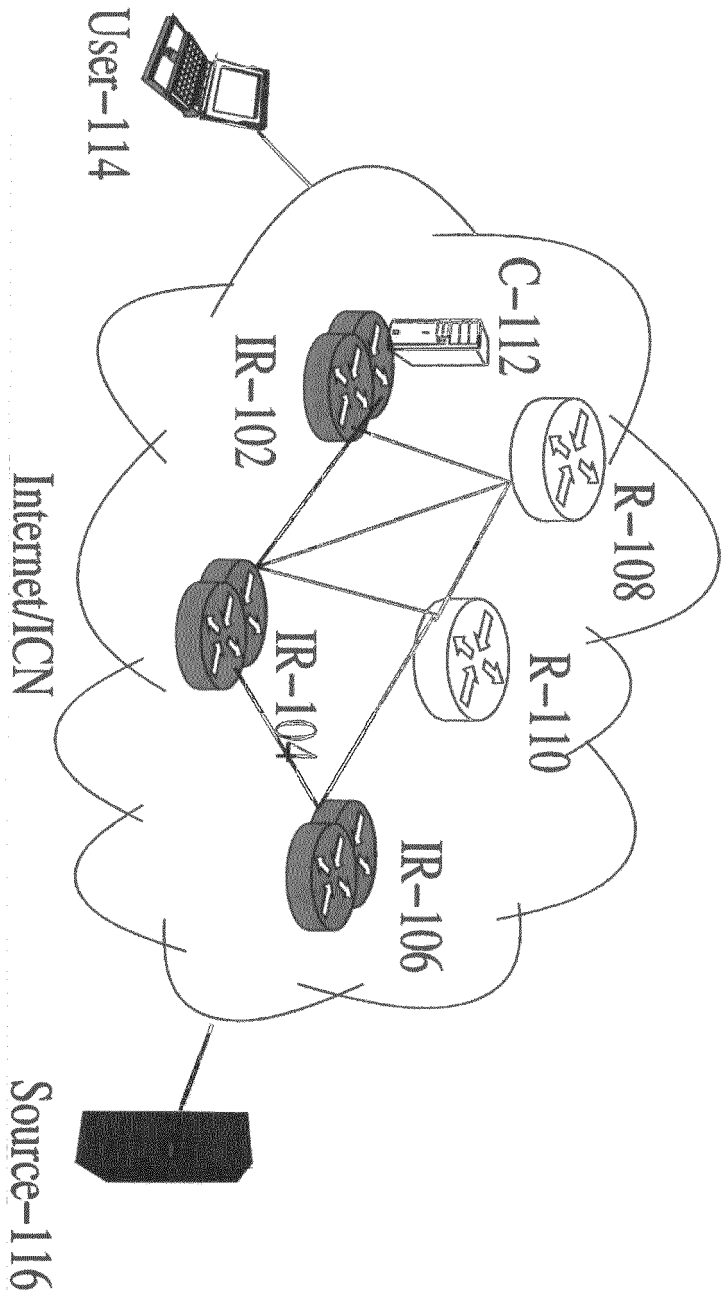 R-108
R-110
C-112
IR-106
IR-104
IR-102
User-114
Internet/ICN
Source-116